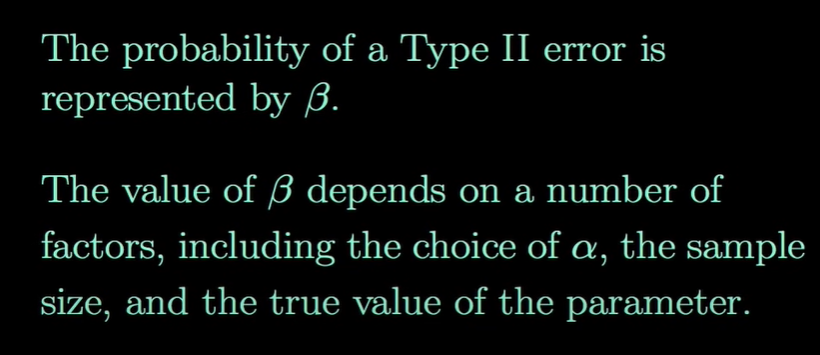 The probability of a Type II error is
represented by β.
The value of β depends on a number of
factors, including the choice of α, the sample
size, and the true value of the parameter.